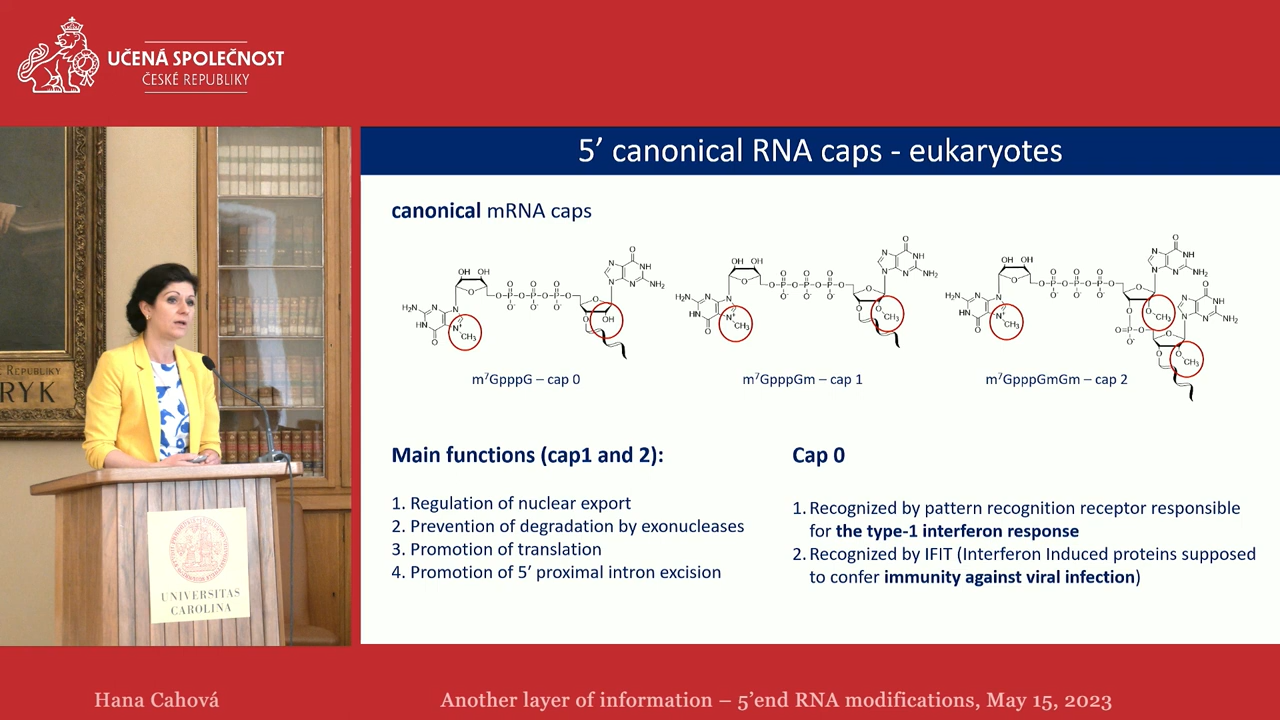 UČENÁ SPOLEČNOST
ČESKÉ REPUBLIKY
5’ canonical RNA caps - eukaryotes
canonical mRNA caps
m⁷GpppG – cap 0
m⁷GpppGm – cap 1
m⁷GpppGmGm – cap 2
Main functions (cap1 and 2):
1. Regulation of nuclear export
2. Prevention of degradation by exonucleases
3. Promotion of translation
4. Promotion of 5’ proximal intron excision
Cap 0
1. Recognized by pattern recognition receptor responsible
for the type-1 interferon response
2. Recognized by IFIT (Interferon Induced proteins supposed
to confer immunity against viral infection)
REPUBLIKY
RYK
UNIVERSITAS
CAROLINA
Hana Cahová
Another layer of information – 5’end RNA modifications, May 15, 2023